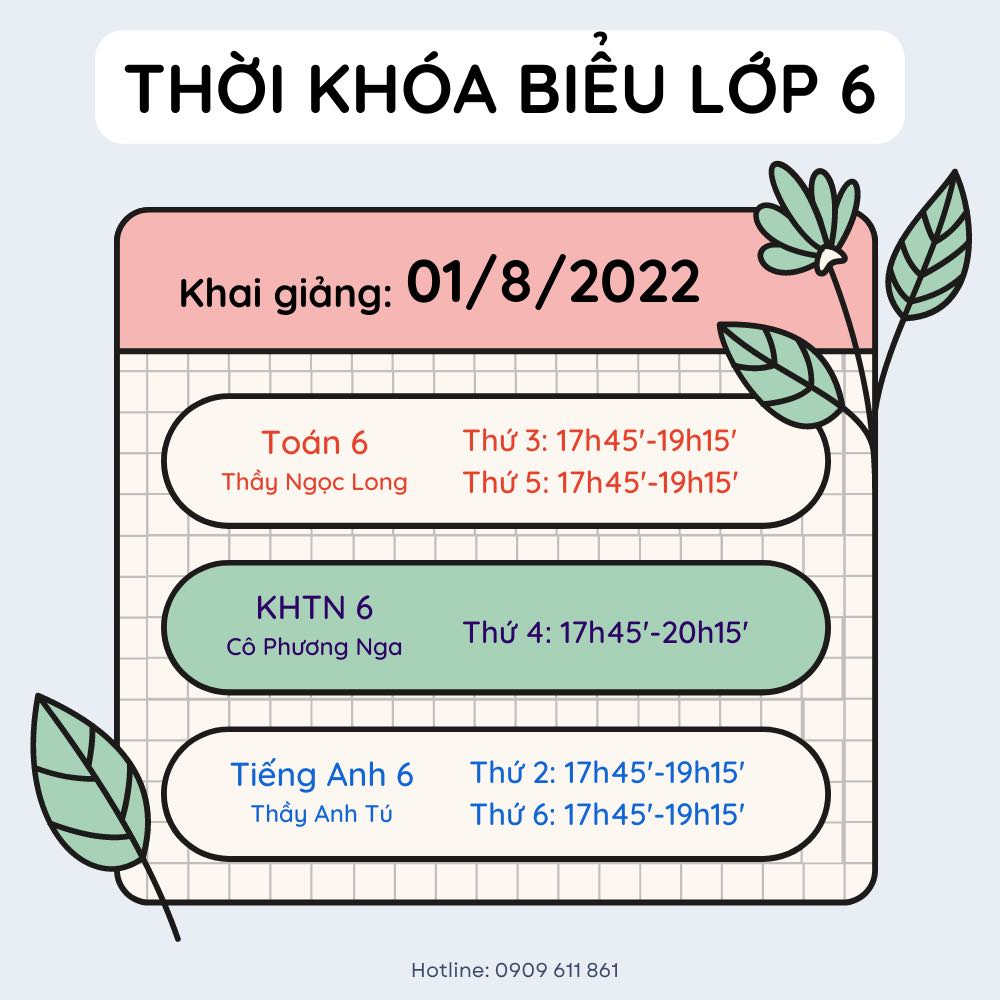 THỜI KHÓA BIỂU LỚP 6
Khai giảng: 01/8/2022
Toán 6
Thầy Ngọc Long
Thứ 3: 17h45'-19h15'
Thứ 5: 17h45'-19h15'
KHTN 6
Cô Phương Nga
Thứ 4: 17h45'-20h15'
Tiếng Anh 6
Thầy Anh Tú
Thứ 2: 17h45'-19h15'
Thứ 6: 17h45'-19h15'
Hotline: 0909 611 861